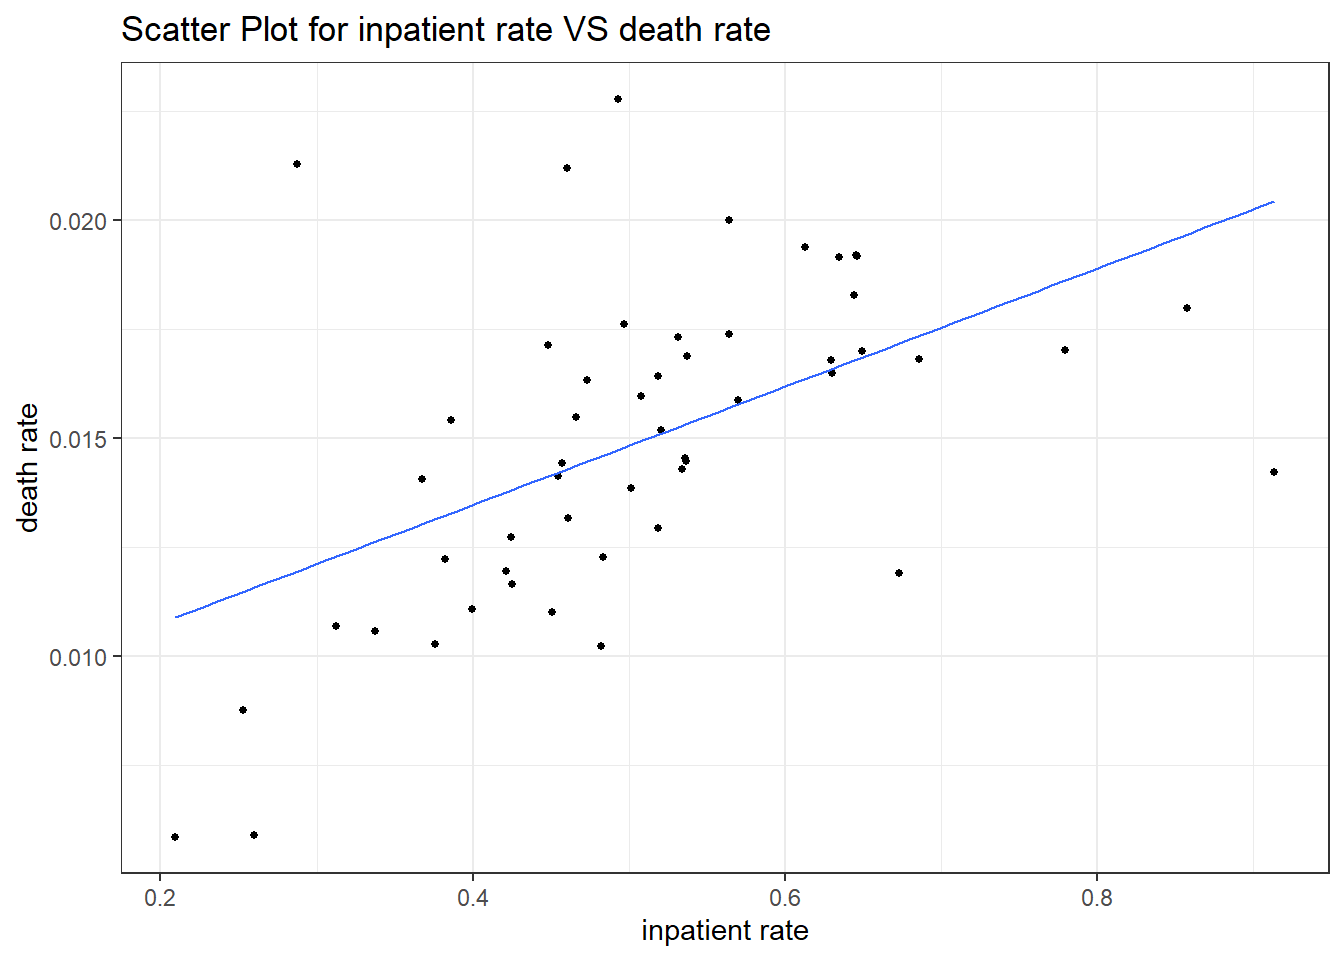 Scatter Plot for inpatient rate VS death rate
death rate
0.020
0.015
0.010
0.2 0.4 0.6 0.8
inpatient rate